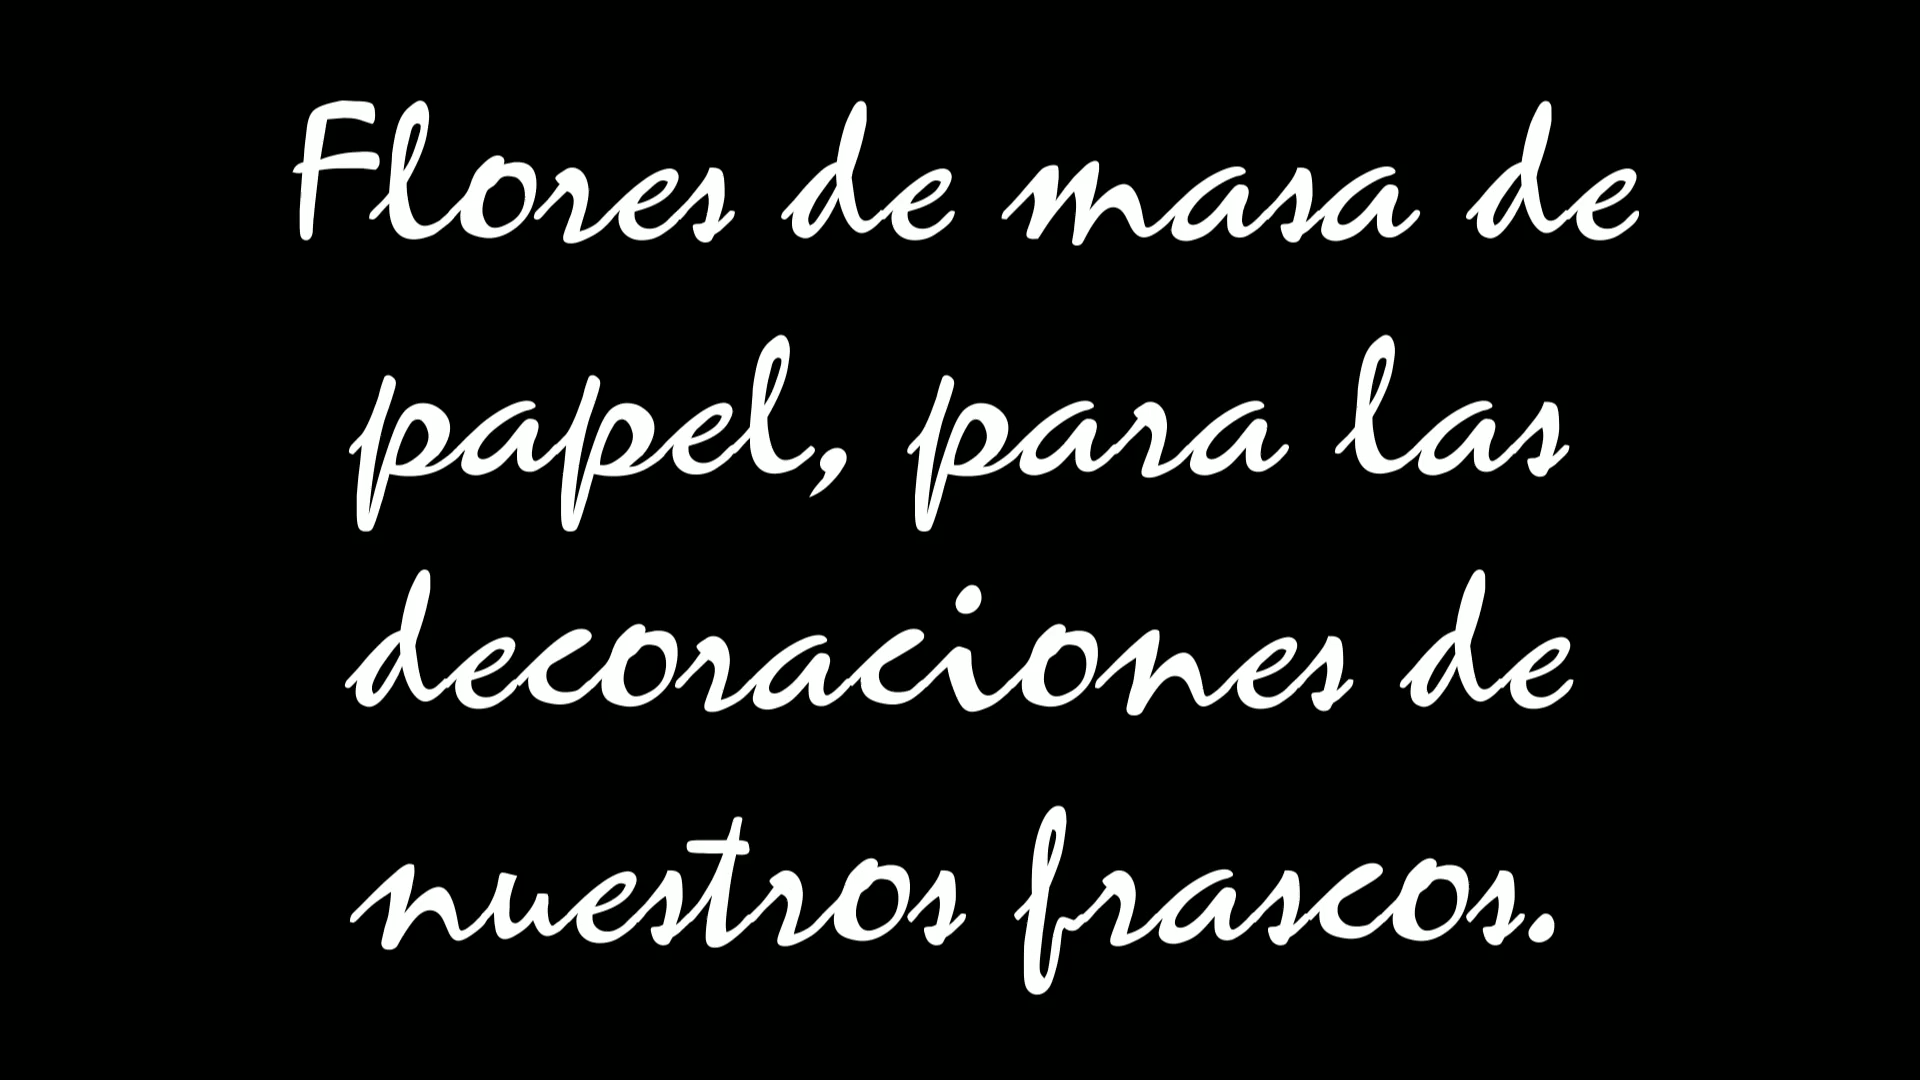 Flores de masa de
papel, para las
decoraciones de
nuestros frascos.